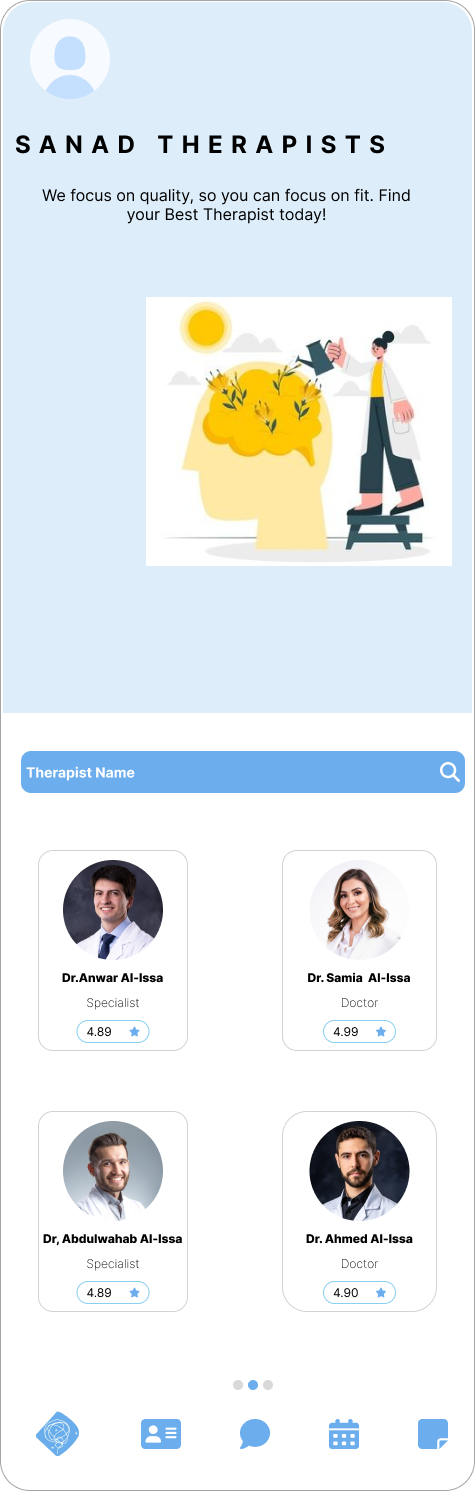 SANAD THERAPISTS
We focus on quality, so you can focus on fit. Find
your Best Therapist today!
Therapist Name
Dr.Anwar Al-Issa
Specialist
4.89
Dr. Samia  Al-Issa
Doctor
4.99
Dr, Abdulwahab Al-Issa
Specialist
4.89
Dr. Ahmed Al-Issa
Doctor
4.90